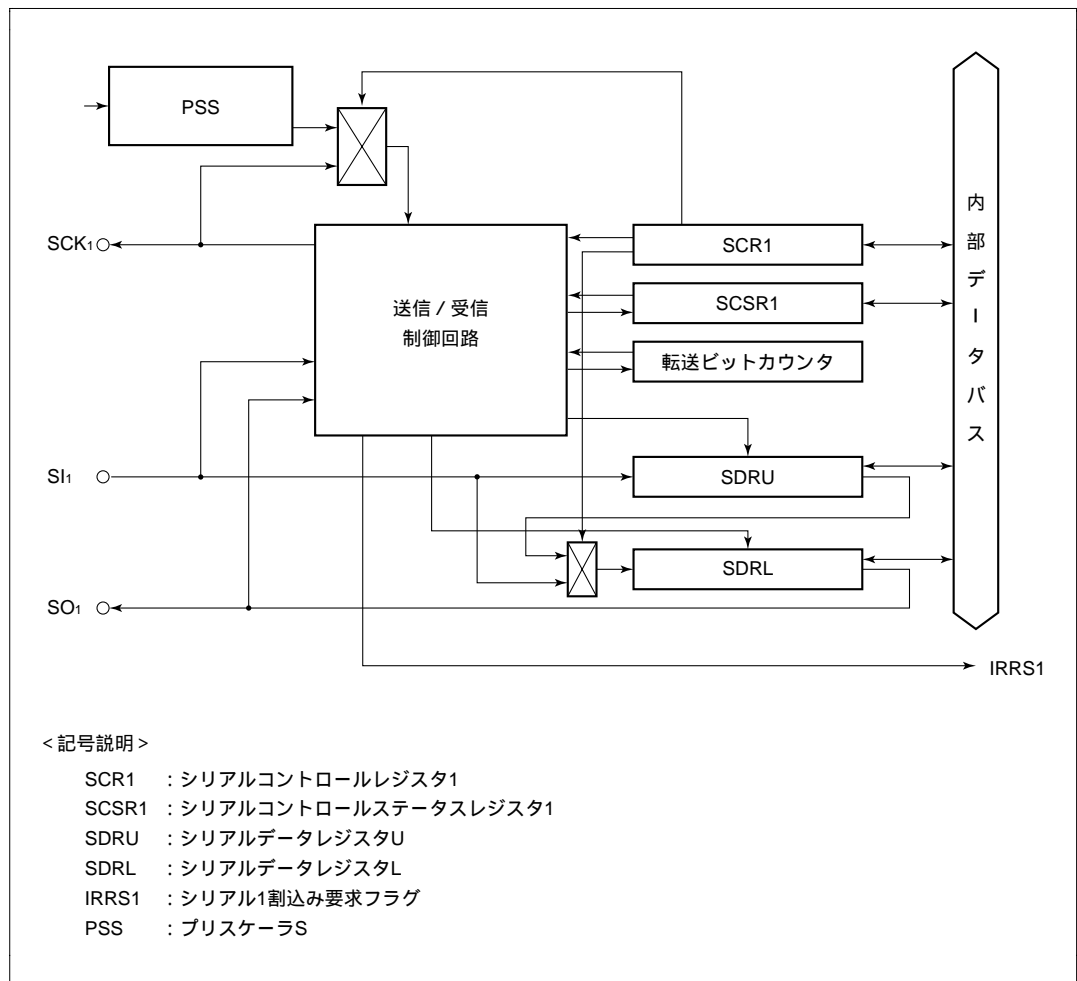 PSS
SCK1
送信 / 受信
制御回路
SCR1
SCSR1
転送ビットカウンタ
SI1
SDRU
SDRL
SO1
内部データバス
IRRS1
<記号説明>
SCR1 : シリアルコントロールレジスタ1
SCSR1 : シリアルコントロールステータスレジスタ1
SDRU : シリアルデータレジスタU
SDRL : シリアルデータレジスタL
IRRS1 : シリアル1割込み要求フラグ
PSS : プリスケーラS